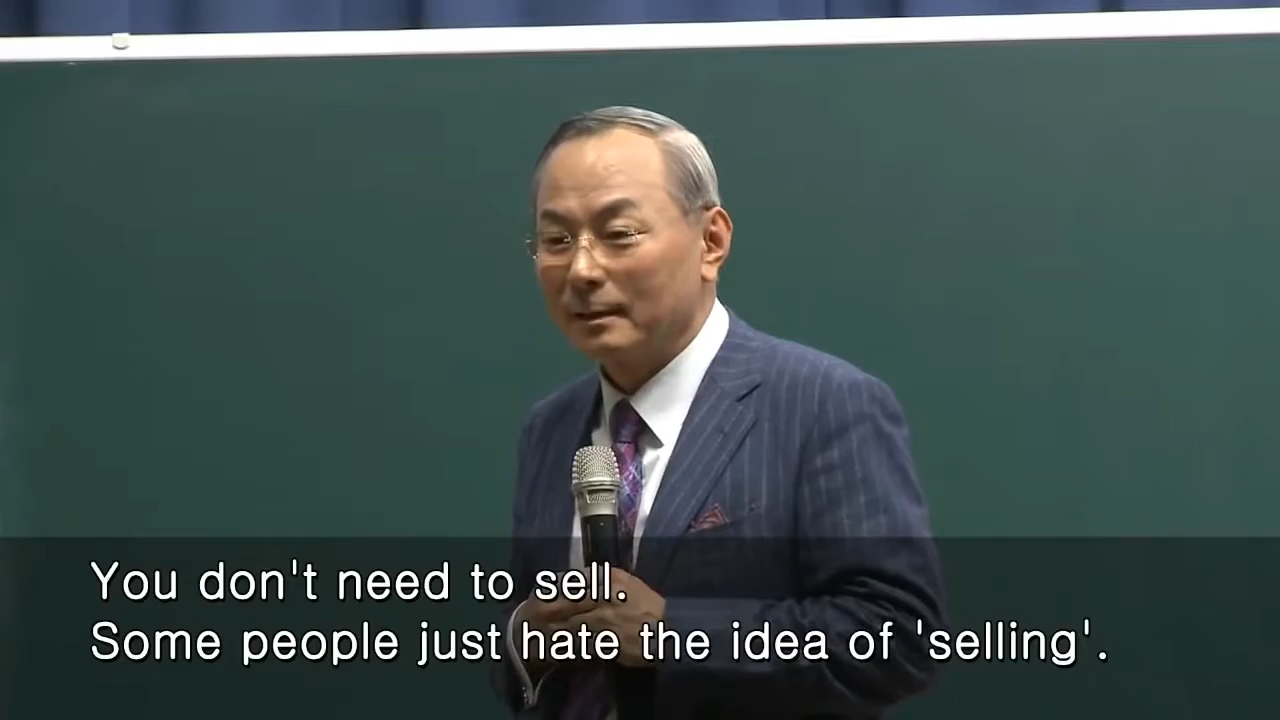 You don't need to sell.
Some people just hate the idea of 'selling'.